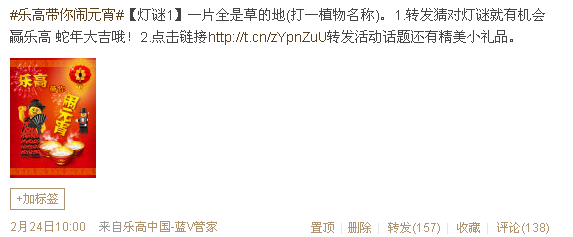 #乐高带你闹元宵#【灯谜1】一片全是草的地(打一植物名称)。1.转发猜对灯谜就有机会
赢乐高 蛇年大吉哦！2.点击链接http://t.cn/zYpnZuU转发活动话题还有精美小礼品。
乐高
带你
闹元宵
+加标签
2月24日10:00 来自乐高中国-蓝V管家 置顶 | 删除 | 转发(157) | 收藏 | 评论(138)